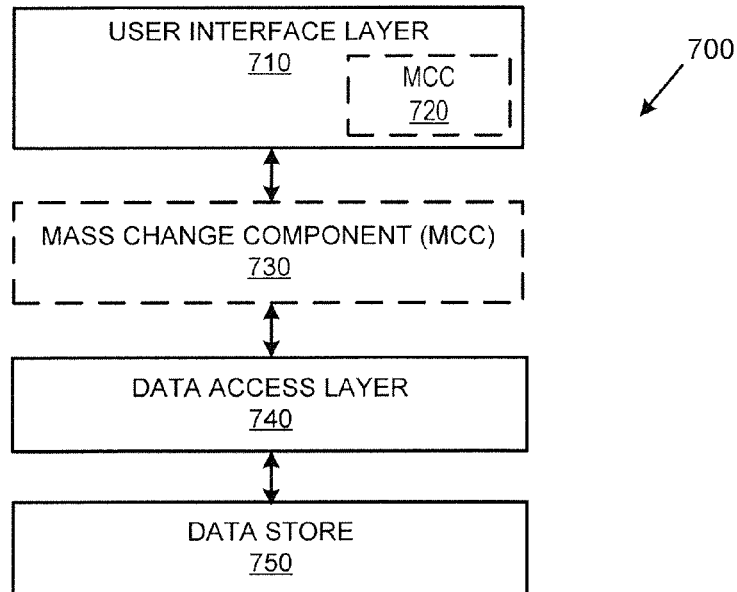 USER INTERFACE LAYER
710
MCC
720
700
MASS CHANGE COMPONENT (MCC)
730
DATA ACCESS LAYER
740
DATA STORE
750